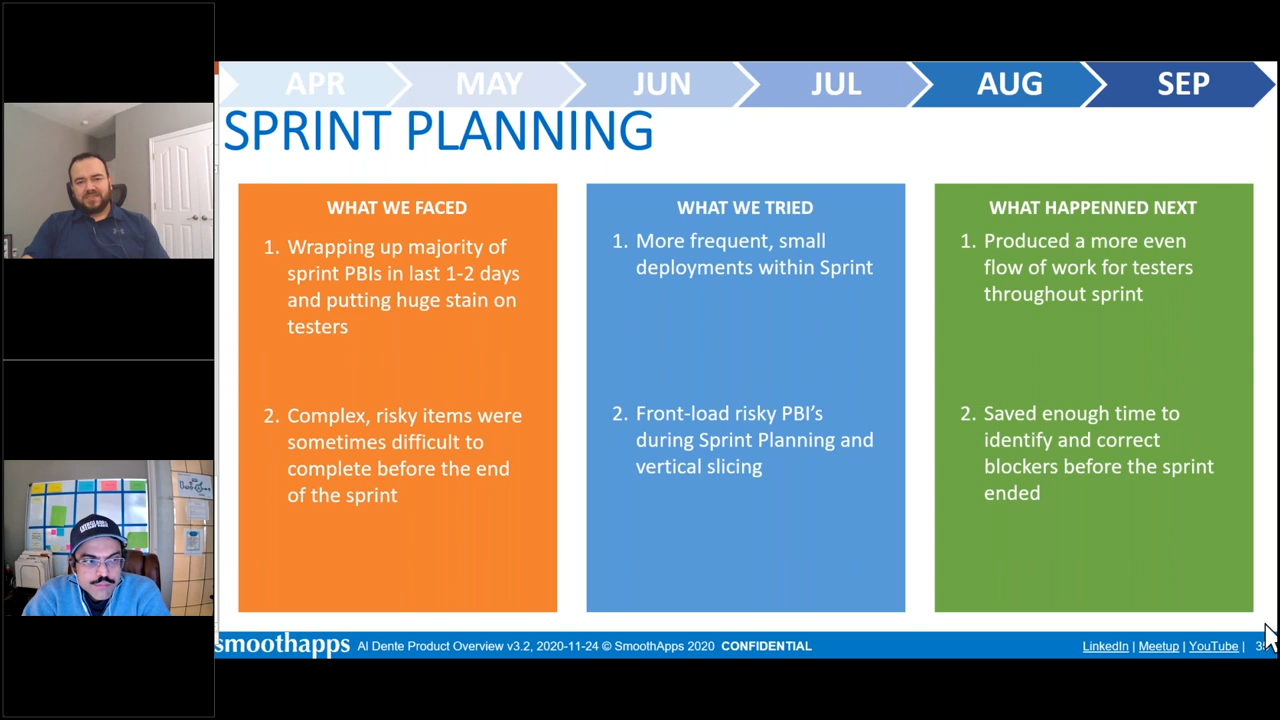 APR MAY JUN JUL AUG SEP
SPRINT PLANNING
WHAT WE FACED
1. Wrapping up majority of
sprint PBIs in last 1-2 days
and putting huge stain on
testers
2. Complex, risky items were
sometimes difficult to
complete before the end
of the sprint
WHAT WE TRIED
1. More frequent, small
deployments within Sprint
2. Front-load risky PBI’s
during Sprint Planning and
vertical slicing
WHAT HAPPENNED NEXT
1. Produced a more even
flow of work for testers
throughout sprint
2. Saved enough time to
identify and correct
blockers before the sprint
ended
smoothapps Al Dente Product Overview v3.2, 2020-11-24 © SmoothApps 2020 CONFIDENTIAL LinkedIn | Meetup | YouTube |